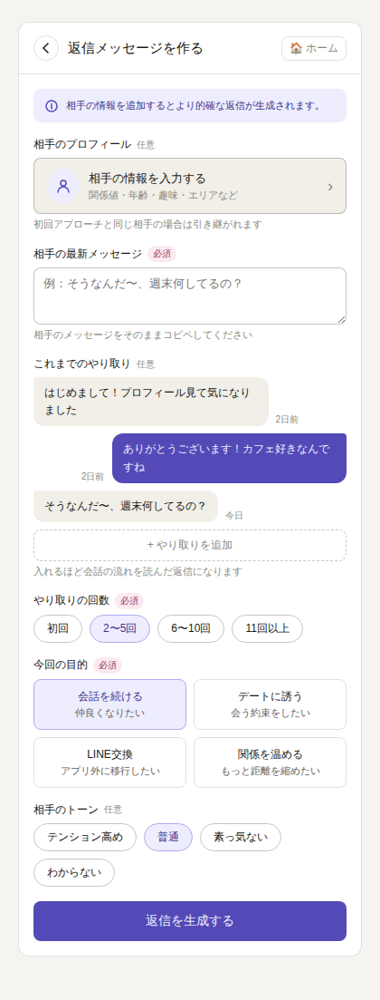 返信メッセージを作る
🏠 ホーム
相手の情報を追加するとより的確な返信が生成されます。
相手のプロフィール 任意
相手の情報を入力する
関係値・年齢・趣味・エリアなど
初回アプローチと同じ相手の場合は引き継がれます
相手の最新メッセージ 必須
例：そうなんだ〜、週末何してるの？
相手のメッセージをそのままコピペしてください
これまでのやり取り 任意
はじめまして！プロフィール見て気になり
ました
2日前
ありがとうございます！カフェ好きなんで
すね
2日前
そうなんだ〜、週末何してるの？
今日
+ やり取りを追加
入れるほど会話の流れを読んだ返信になります
やり取りの回数 必須
初回
2〜5回
6〜10回
11回以上
今回の目的 必須
会話を続ける
仲良くなりたい
デートに誘う
会う約束をしたい
LINE交換
アプリ外に移行したい
関係を温める
もっと距離を縮めたい
相手のトーン 任意
テンション高め
普通
素っ気ない
わからない
返信を生成する